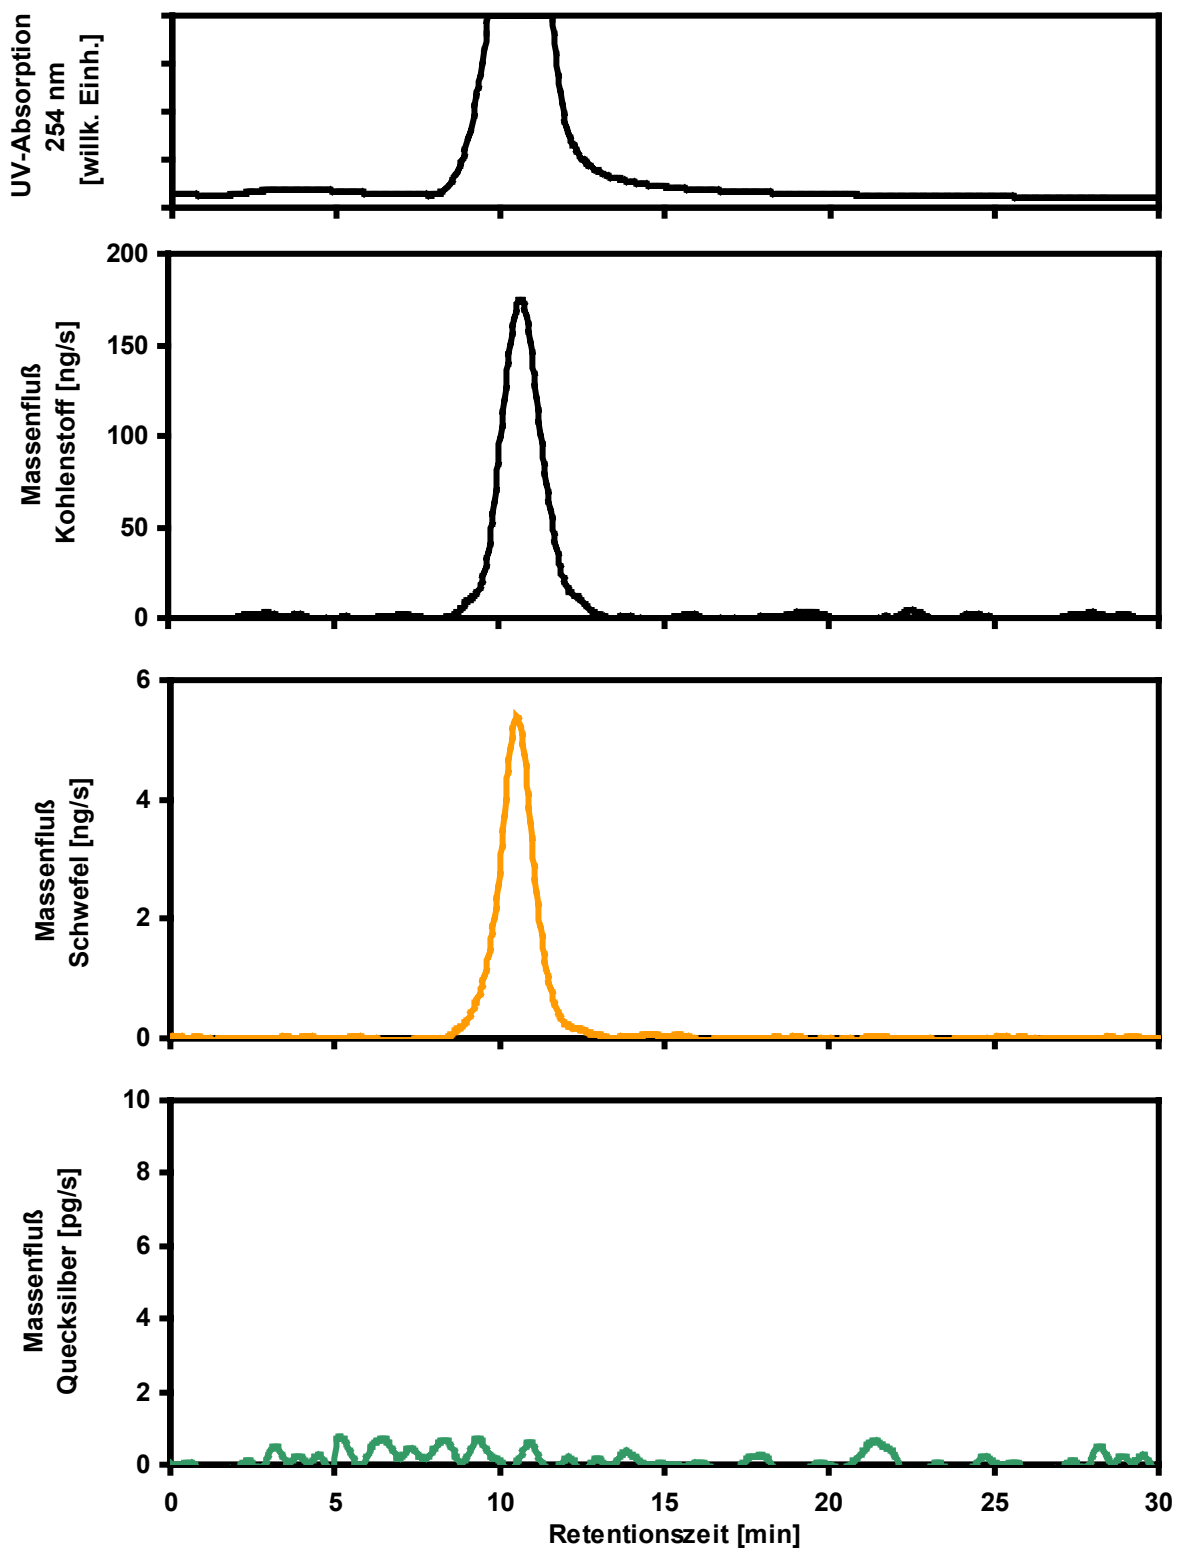 UV-Absorption
254 nm
[willk. Einh.]
200
150
100
50
0
Massenfluß
Kohlenstoff [ng/s]
6
4
2
0
Massenfluß
Schwefel [ng/s]
10
8
6
4
2
0
Massenfluß
Quecksilber [pg/s]
0 5 10 15 20 25 30
Retentionszeit [min]